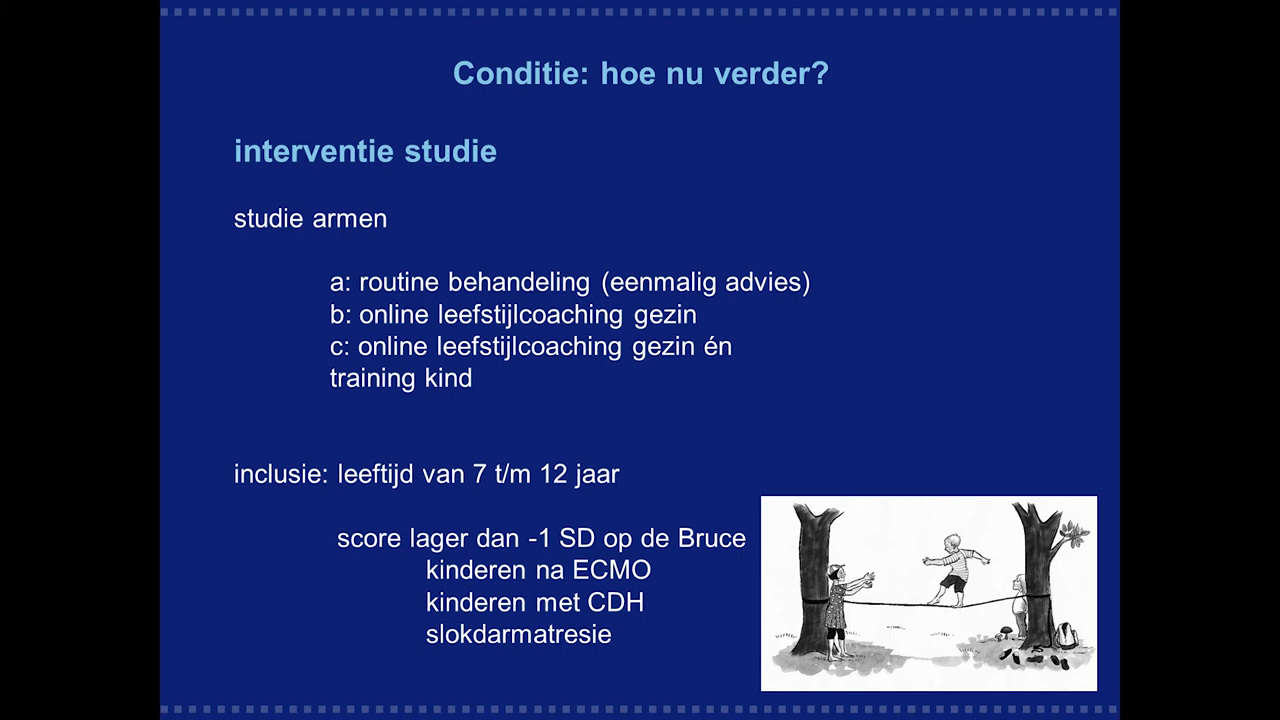 Conditie: hoe nu verder?
interventie studie
studie armen
a: routine behandeling (eenmalig advies)
b: online leefstijlcoaching gezin
c: online leefstijlcoaching gezin én
training kind
inclusie: leeftijd van 7 t/m 12 jaar
score lager dan -1 SD op de Bruce
kinderen na ECMO
kinderen met CDH
slokdarmatresie